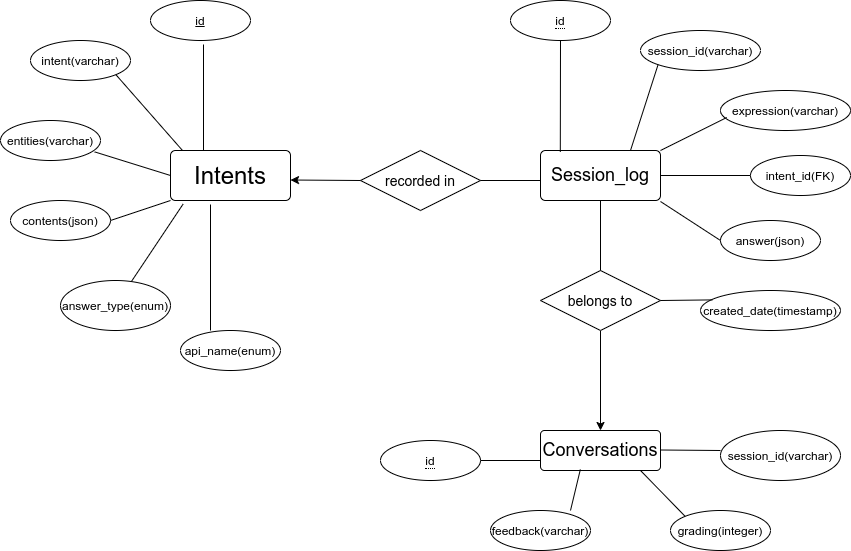 id
id
session_id(varchar)
intent(varchar)
expression(varchar)
entities(varchar)
Intents
recorded in
Session_log
intent_id(FK)
contents(json)
answer(json)
answer_type(enum)
belongs to
created_date(timestamp)
api_name(enum)
Conversations
session_id(varchar)
id
feedback(varchar)
grading(integer)